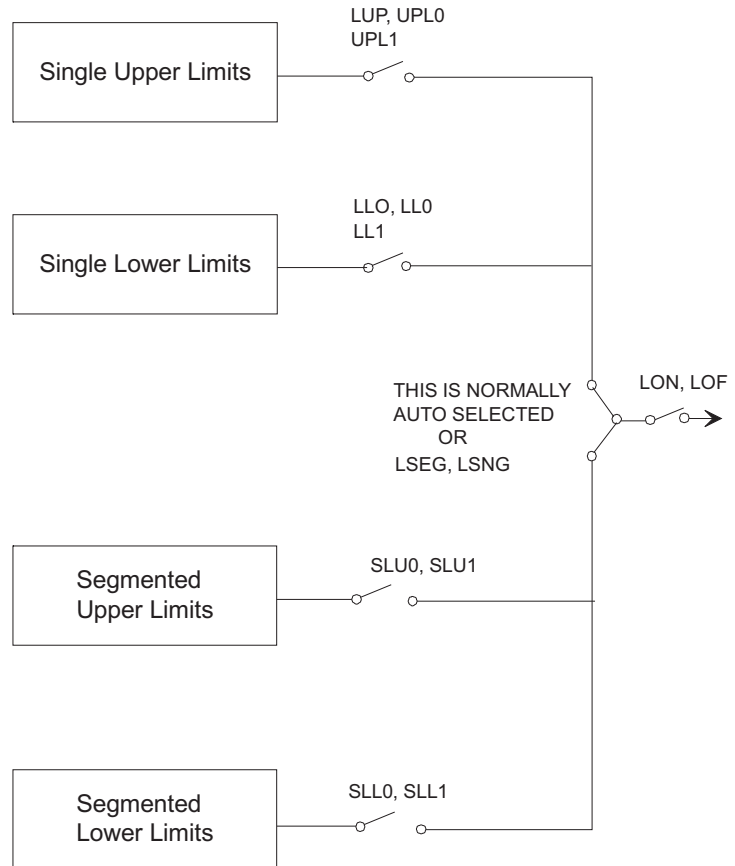 LUP, UPL0
UPL1
Single Upper Limits
LLO, LL0
LL1
Single Lower Limits
THIS IS NORMALLY
AUTO SELECTED
OR
LSEG, LSNG
LON, LOF
Segmented
Upper Limits
SLU0, SLU1
Segmented
Lower Limits
SLL0, SLL1